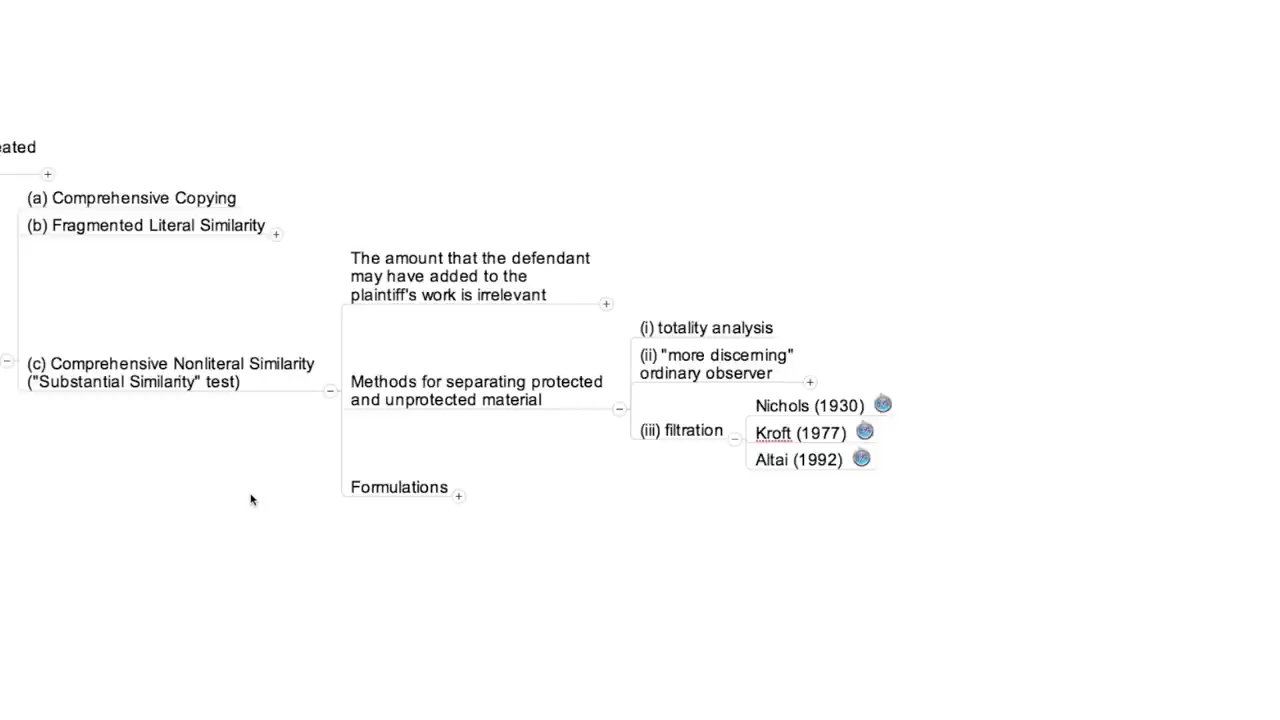 eated
(a) Comprehensive Copying
(b) Fragmented Literal Similarity
The amount that the defendant
may have added to the
plaintiff's work is irrelevant
(c) Comprehensive Nonliteral Similarity
("Substantial Similarity" test)
Methods for separating protected
and unprotected material
(i) totality analysis
(ii) "more discerning"
ordinary observer
(iii) filtration
Nichols (1930)
Kroft (1977)
Altai (1992)
Formulations